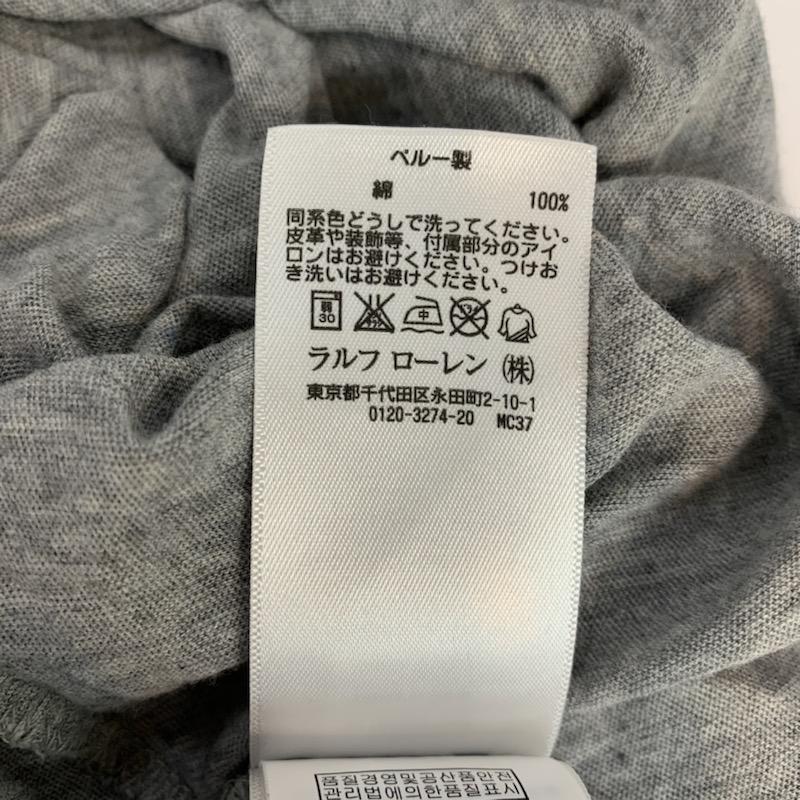 ペルー製
綿 100%
同系色どうしで洗ってください。
皮革や装飾等、付属部分のアイ
ロンはお避けください。つけお
き洗いはお避けください。
弱
30
中
ラルフ ローレン (株)
東京都千代田区永田町2-10-1
0120-3274-20 MC37
품질경영및공산품안전
관리법에의한품질표시